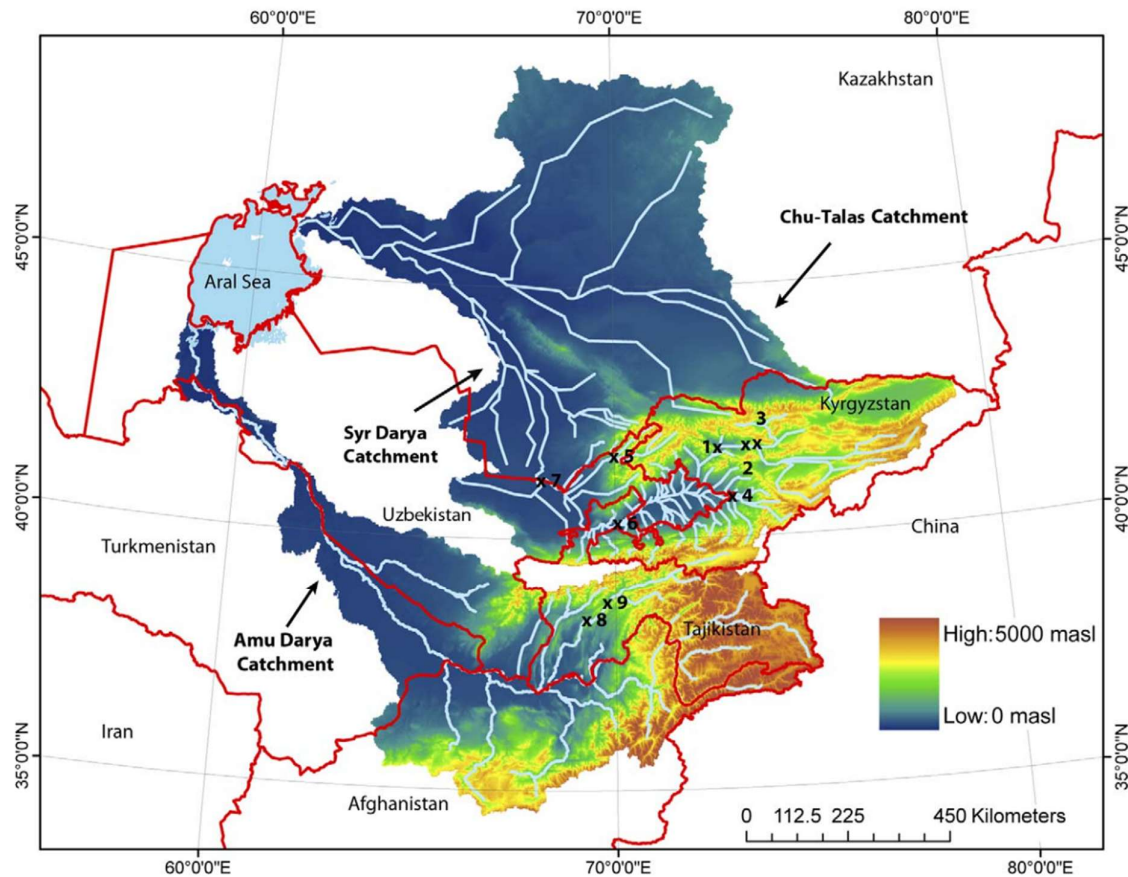 60°0'0"E
70°0'0"E
80°0'0"E
Kazakhstan
Chu-Talas Catchment
45°0'0"N
45°0'0"N
Aral Sea
Kyrgyzstan
3
1x
xx
Syr Darya
Catchment
x 5
2
x 7
x 4
40°0'0"N
40°0'0"N
Uzbekistan
x 6
China
Turkmenistan
x 9
x 8
Tajikistan
High: 5000 masl
Amu Darya
Catchment
Low: 0 masl
Iran
35°0'0"N
35°0'0"N
Afghanistan
0 112.5 225 450 Kilometers
60°0'0"E
70°0'0"E
80°0'0"E